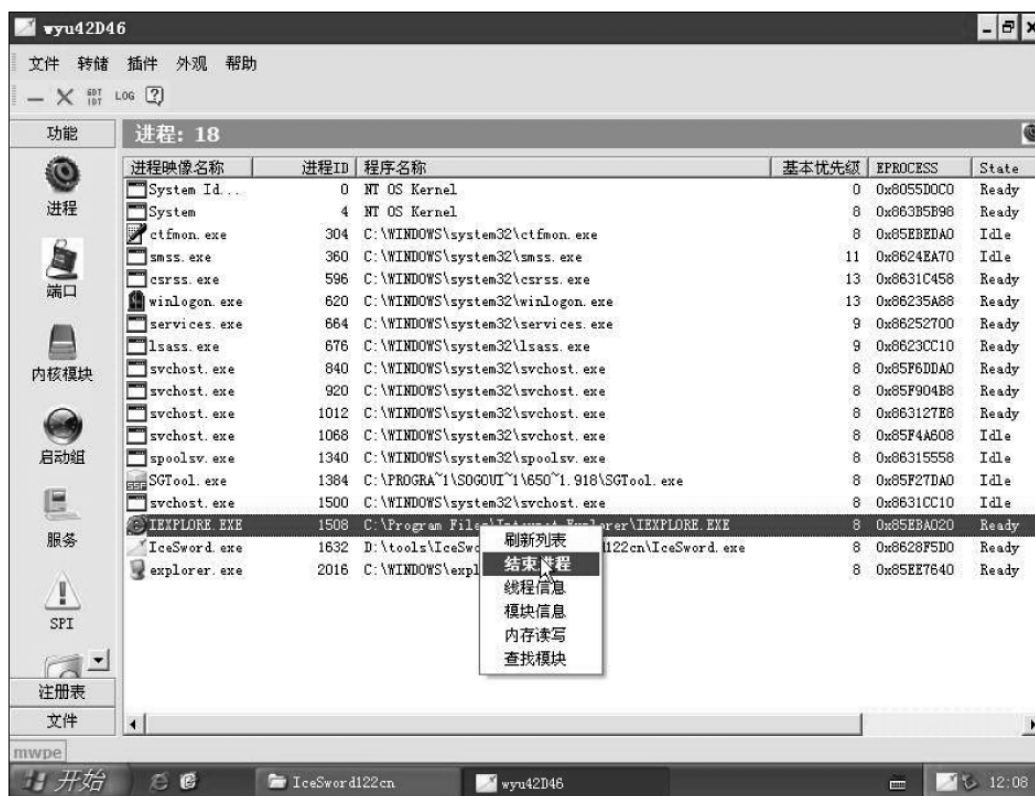 wyu42D46
文件 转储 插件 外观 帮助
GDT IDT LOG
功能 进程: 18
进程映像名称 进程ID 程序名称 基本优先级 EPROCESS State
System Id... 0 NT OS Kernel 0 0x8055D0C0 Ready
System 4 NT OS Kernel 8 0x863B5B98 Ready
ctfmon.exe 304 C:\WINDOWS\system32\ctfmon.exe 8 0x85EBEDA0 Idle
smss.exe 360 C:\WINDOWS\system32\smss.exe 11 0x8624EA70 Idle
csrss.exe 596 C:\WINDOWS\system32\csrss.exe 13 0x8631C458 Ready
winlogon.exe 620 C:\WINDOWS\system32\winlogon.exe 13 0x86235A88 Ready
services.exe 664 C:\WINDOWS\system32\services.exe 9 0x86252700 Ready
lsass.exe 676 C:\WINDOWS\system32\lsass.exe 9 0x8623CC10 Ready
svchost.exe 840 C:\WINDOWS\system32\svchost.exe 8 0x85F6DDA0 Ready
svchost.exe 920 C:\WINDOWS\system32\svchost.exe 8 0x85F904B8 Ready
svchost.exe 1012 C:\WINDOWS\system32\svchost.exe 8 0x863127E8 Ready
svchost.exe 1068 C:\WINDOWS\system32\svchost.exe 8 0x85F4A608 Idle
spoolsv.exe 1340 C:\WINDOWS\system32\spoolsv.exe 8 0x86315558 Idle
SGTool.exe 1384 C:\PROGRA~1\SOGOUI~1\650~1.918\SGTool.exe 8 0x85F27DA0 Idle
svchost.exe 1500 C:\WINDOWS\system32\svchost.exe 8 0x8631CC10 Idle
IEXPLORE.EXE 1508 C:\Program Files\Internet Explorer\IEXPLORE.EXE 8 0x85EBA020 Ready
IceSword.exe 1632 D:\tools\IceSwo 122cn\IceSword.exe 8 0x8628F5D0 Ready
explorer.exe 2016 C:\WINDOWS\expl 8 0x85EE7640 Ready
刷新列表
结束进程
线程信息
模块信息
内存读写
查找模块
进程
端口
内核模块
启动组
服务
SPI
注册表
文件
mwpe
开始 IceSword122cn wyu42D46 12:08